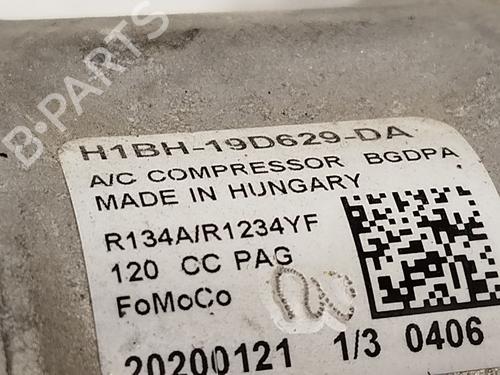 B-PARTS
H1BH-19D629-DA
A/C COMPRESSOR BGDPA
MADE IN HUNGARY
R134A/R1234YF
120 CC PAG
FoMoCo
20200121 1/3 0406